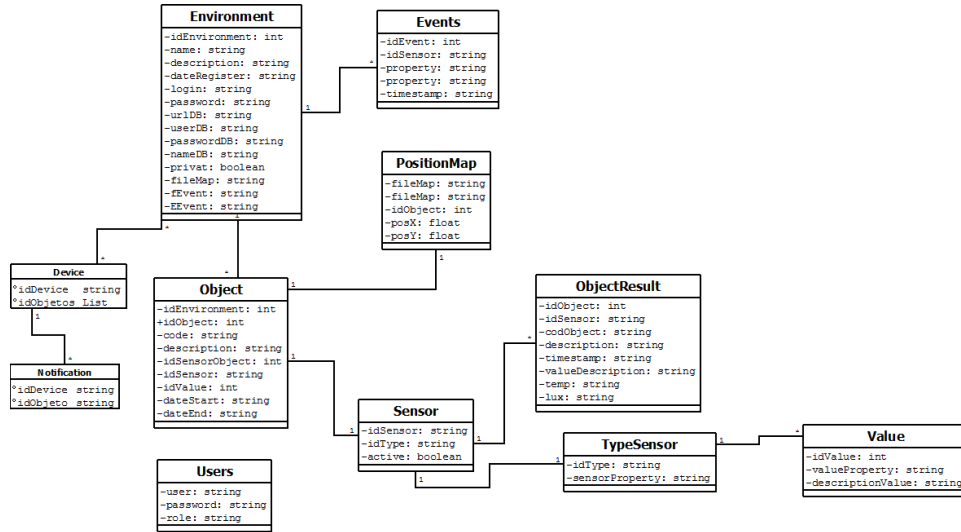 Environment
-idEnvironment: int
-name: string
-description: string
-dateRegister: string
-login: string
-password: string
-urlDB: string
-userDB: string
-passwordDB: string
-nameDB: string
-privat: boolean
-fileMap: string
-fEvent: string
-EEvent: string
Events
-idEvent: int
-idSensor: string
-property: string
-property: string
-timestamp: string
*
1
PositionMap
-fileMap: string
-fileMap: string
-idObject: int
-posX: float
-posY: float
1
*
*
1
*
Device
°idDevice string
°idObjetos List
1
*
Notification
°idDevice string
°idObjeto string
Object
-idEnvironment: int
+idObject: int
-code: string
-description: string
-idSensorObject: int
-idSensor: string
-idValue: int
-dateStart: string
-dateEnd: string
1
1
ObjectResult
-idObject: int
-idSensor: string
-codObject: string
-description: string
-timestamp: string
-valueDescription: string
-temp: string
-lux: string
*
Sensor
-idSensor: string
-idType: string
-active: boolean
1
1
1
TypeSensor
-idType: string
-sensorProperty: string
1
1
*
Value
-idValue: int
-valueProperty: string
-descriptionValue: string
Users
-user: string
-password: string
-role: string